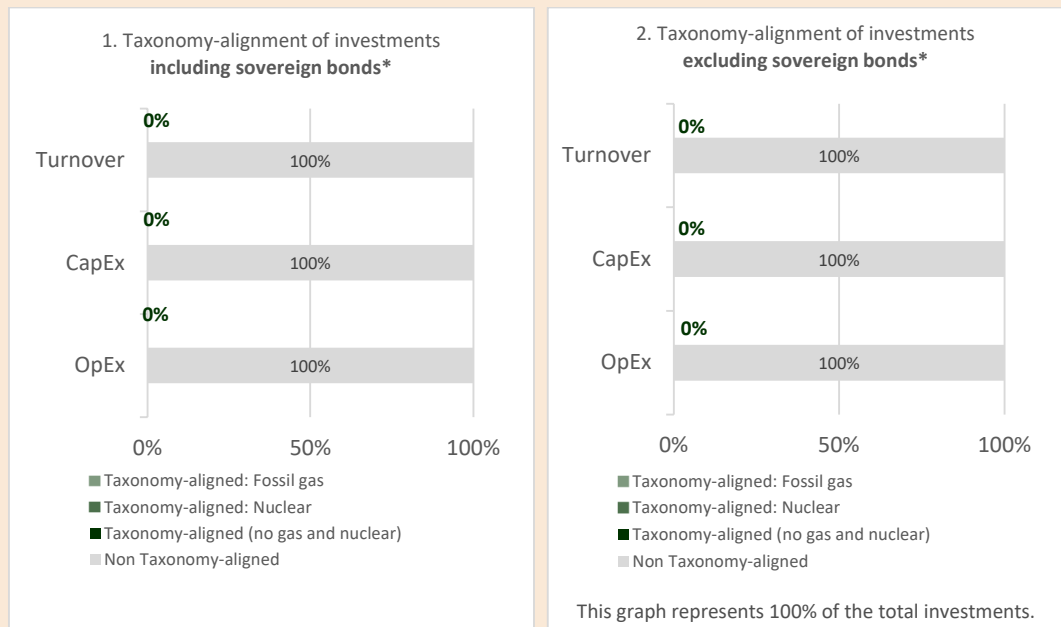 1. Taxonomy-alignment of investments
including sovereign bonds*
0%
Turnover
100%
0%
CapEx
100%
0%
OpEx
100%
0%
50%
100%
Taxonomy-aligned: Fossil gas
Taxonomy-aligned: Nuclear
Taxonomy-aligned (no gas and nuclear)
Non Taxonomy-aligned
2. Taxonomy-alignment of investments
excluding sovereign bonds*
0%
Turnover
100%
0%
CapEx
100%
0%
OpEx
100%
0%
50%
100%
Taxonomy-aligned: Fossil gas
Taxonomy-aligned: Nuclear
Taxonomy-aligned (no gas and nuclear)
Non Taxonomy-aligned
This graph represents 100% of the total investments.